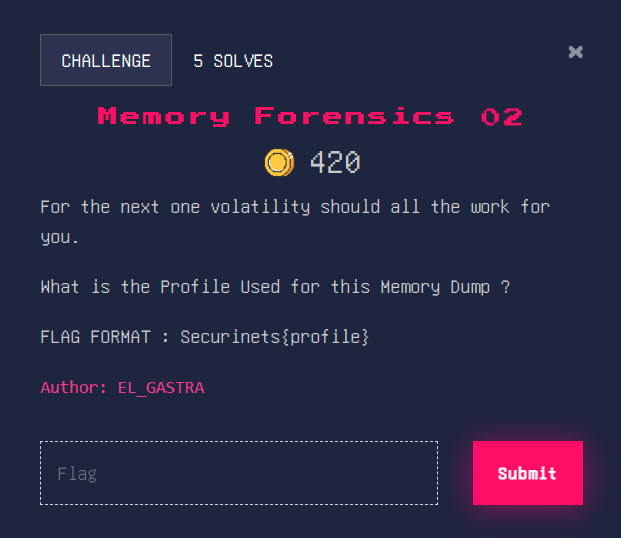 CHALLENGE
5 SOLVES
✖
Memory Forensics 02
420
For the next one volatility should all the work for
you.
What is the Profile Used for this Memory Dump ?
FLAG FORMAT : Securinets{profile}
Author: EL_GASTRA
Flag
Submit